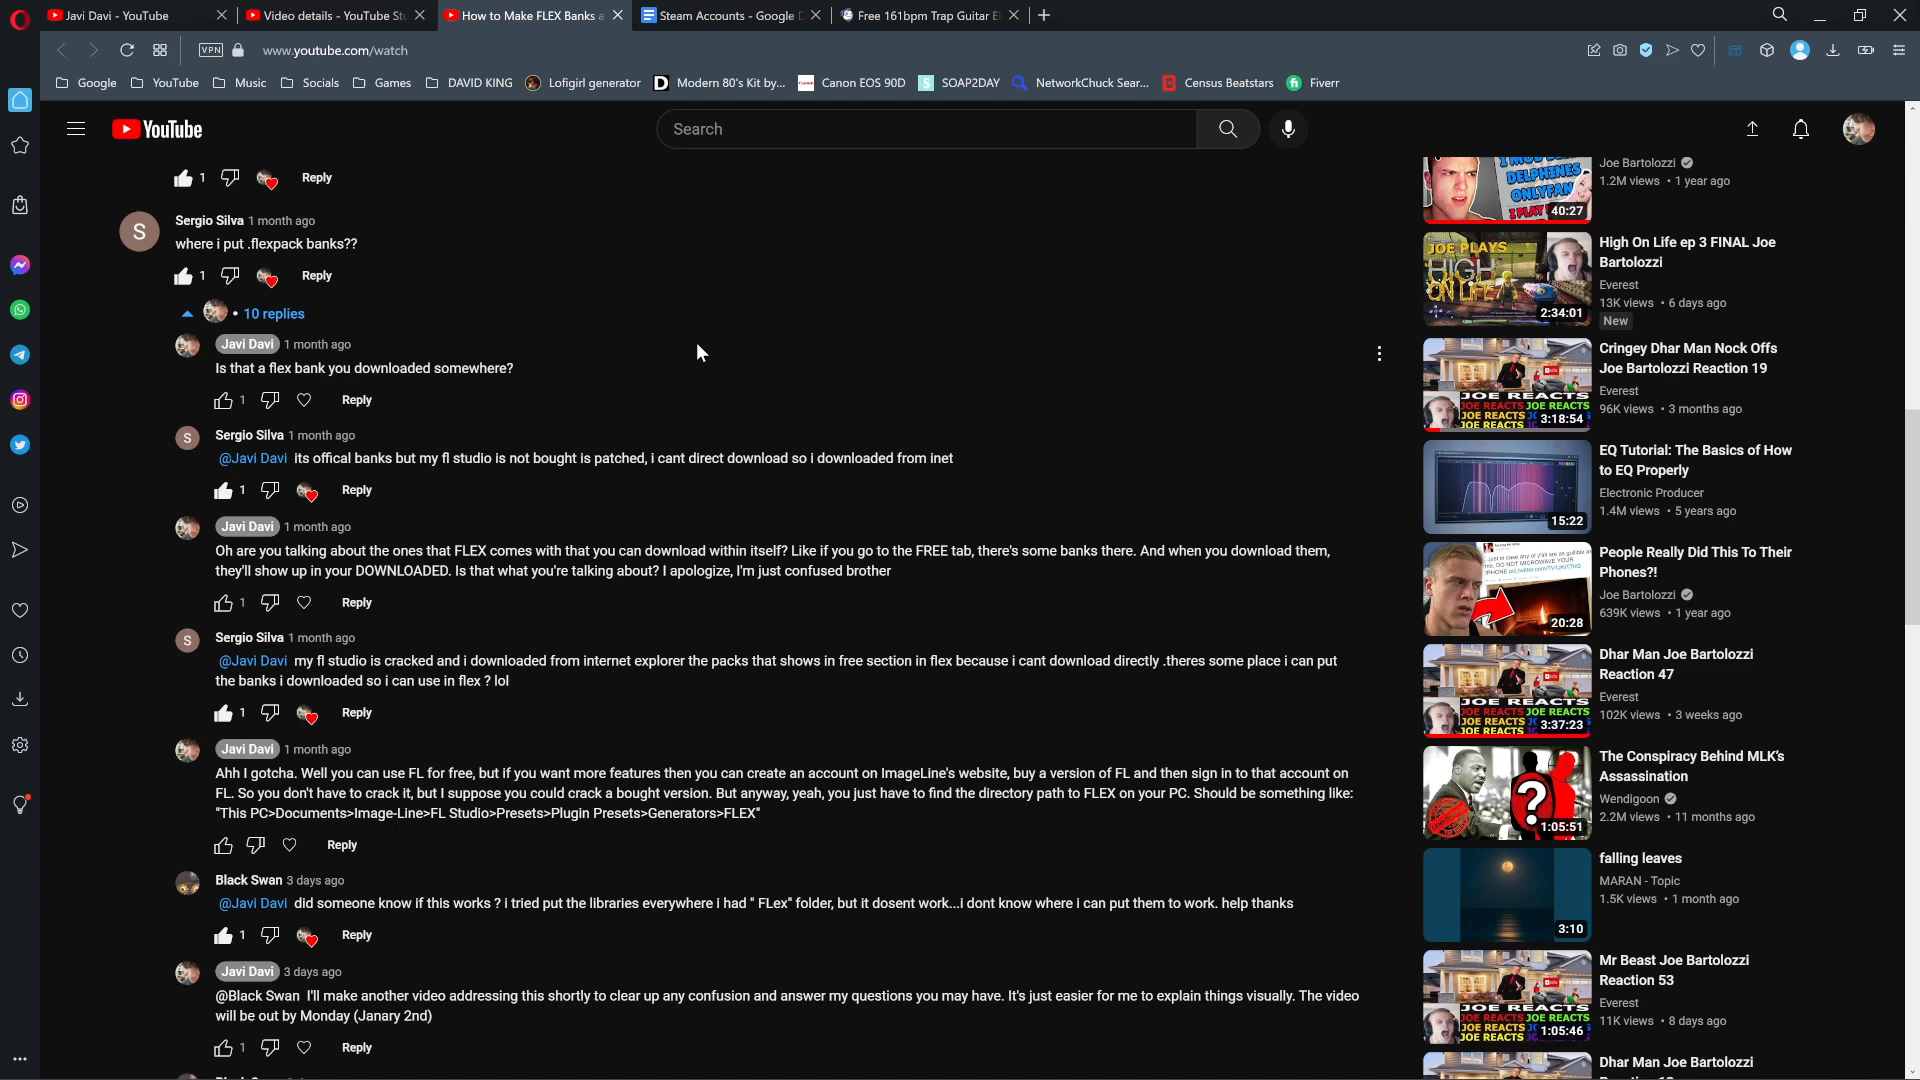 Javi Davi - YouTube
Video details - YouTube St
How to Make FLEX Banks a
Steam Accounts - Google D
Free 161bpm Trap Guitar B
VPN
www.youtube.com/watch
Google
YouTube
Music
Socials
Games
DAVID KING
Lofigirl generator
Modern 80's Kit by...
Canon EOS 90D
SOAP2DAY
NetworkChuck Sear...
Census Beatstars
Fiverr
YouTube
Search
1 Reply
Sergio Silva 1 month ago
where i put .flexpack banks??
1 Reply
• 10 replies
Javi Davi 1 month ago
Is that a flex bank you downloaded somewhere?
1 Reply
Sergio Silva 1 month ago
@Javi Davi its offical banks but my fl studio is not bought is patched, i cant direct download so i downloaded from inet
1 Reply
Javi Davi 1 month ago
Oh are you talking about the ones that FLEX comes with that you can download within itself? Like if you go to the FREE tab, there's some banks there. And when you download them,
they'll show up in your DOWNLOADED. Is that what you're talking about? I apologize, I'm just confused brother
1 Reply
Sergio Silva 1 month ago
@Javi Davi my fl studio is cracked and i downloaded from internet explorer the packs that shows in free section in flex because i cant download directly .theres some place i can put
the banks i downloaded so i can use in flex ? lol
1 Reply
Javi Davi 1 month ago
Ahh I gotcha. Well you can use FL for free, but if you want more features then you can create an account on ImageLine's website, buy a version of FL and then sign in to that account on
FL. So you don't have to crack it, but I suppose you could crack a bought version. But anyway, yeah, you just have to find the directory path to FLEX on your PC. Should be something like:
"This PC>Documents>Image-Line>FL Studio>Presets>Plugin Presets>Generators>FLEX"
Reply
Black Swan 3 days ago
@Javi Davi did someone know if this works ? i tried put the libraries everywhere i had " FLex" folder, but it dosent work...i dont know where i can put them to work. help thanks
1 Reply
Javi Davi 3 days ago
@Black Swan I'll make another video addressing this shortly to clear up any confusion and answer my questions you may have. It's just easier for me to explain things visually. The video
will be out by Monday (Janary 2nd)
1 Reply
DELPHINES
ONLYFAN
40:27
Joe Bartolozzi
1.2M views • 1 year ago
JOE PLAYS
HIGH
ON LIFE
2:34:01
High On Life ep 3 FINAL Joe
Bartolozzi
Everest
13K views • 6 days ago
New
JOE REACTS
JOE REACTS JOE REACTS
3:18:54
Cringey Dhar Man Nock Offs
Joe Bartolozzi Reaction 19
Everest
96K views • 3 months ago
15:22
EQ Tutorial: The Basics of How
to EQ Properly
Electronic Producer
1.4M views • 5 years ago
20:28
People Really Did This To Their
Phones?!
Joe Bartolozzi
639K views • 1 year ago
JOE REACTS
JOE REACTS JOE REACTS
3:37:23
Dhar Man Joe Bartolozzi
Reaction 47
Everest
102K views • 3 weeks ago
?
1:05:51
The Conspiracy Behind MLK's
Assassination
Wendigoon
2.2M views • 11 months ago
3:10
falling leaves
MARAN - Topic
1.5K views • 1 month ago
JOE REACTS
JOE REACTS JOE REACTS
1:05:46
Mr Beast Joe Bartolozzi
Reaction 53
Everest
11K views • 8 days ago
Dhar Man Joe Bartolozzi